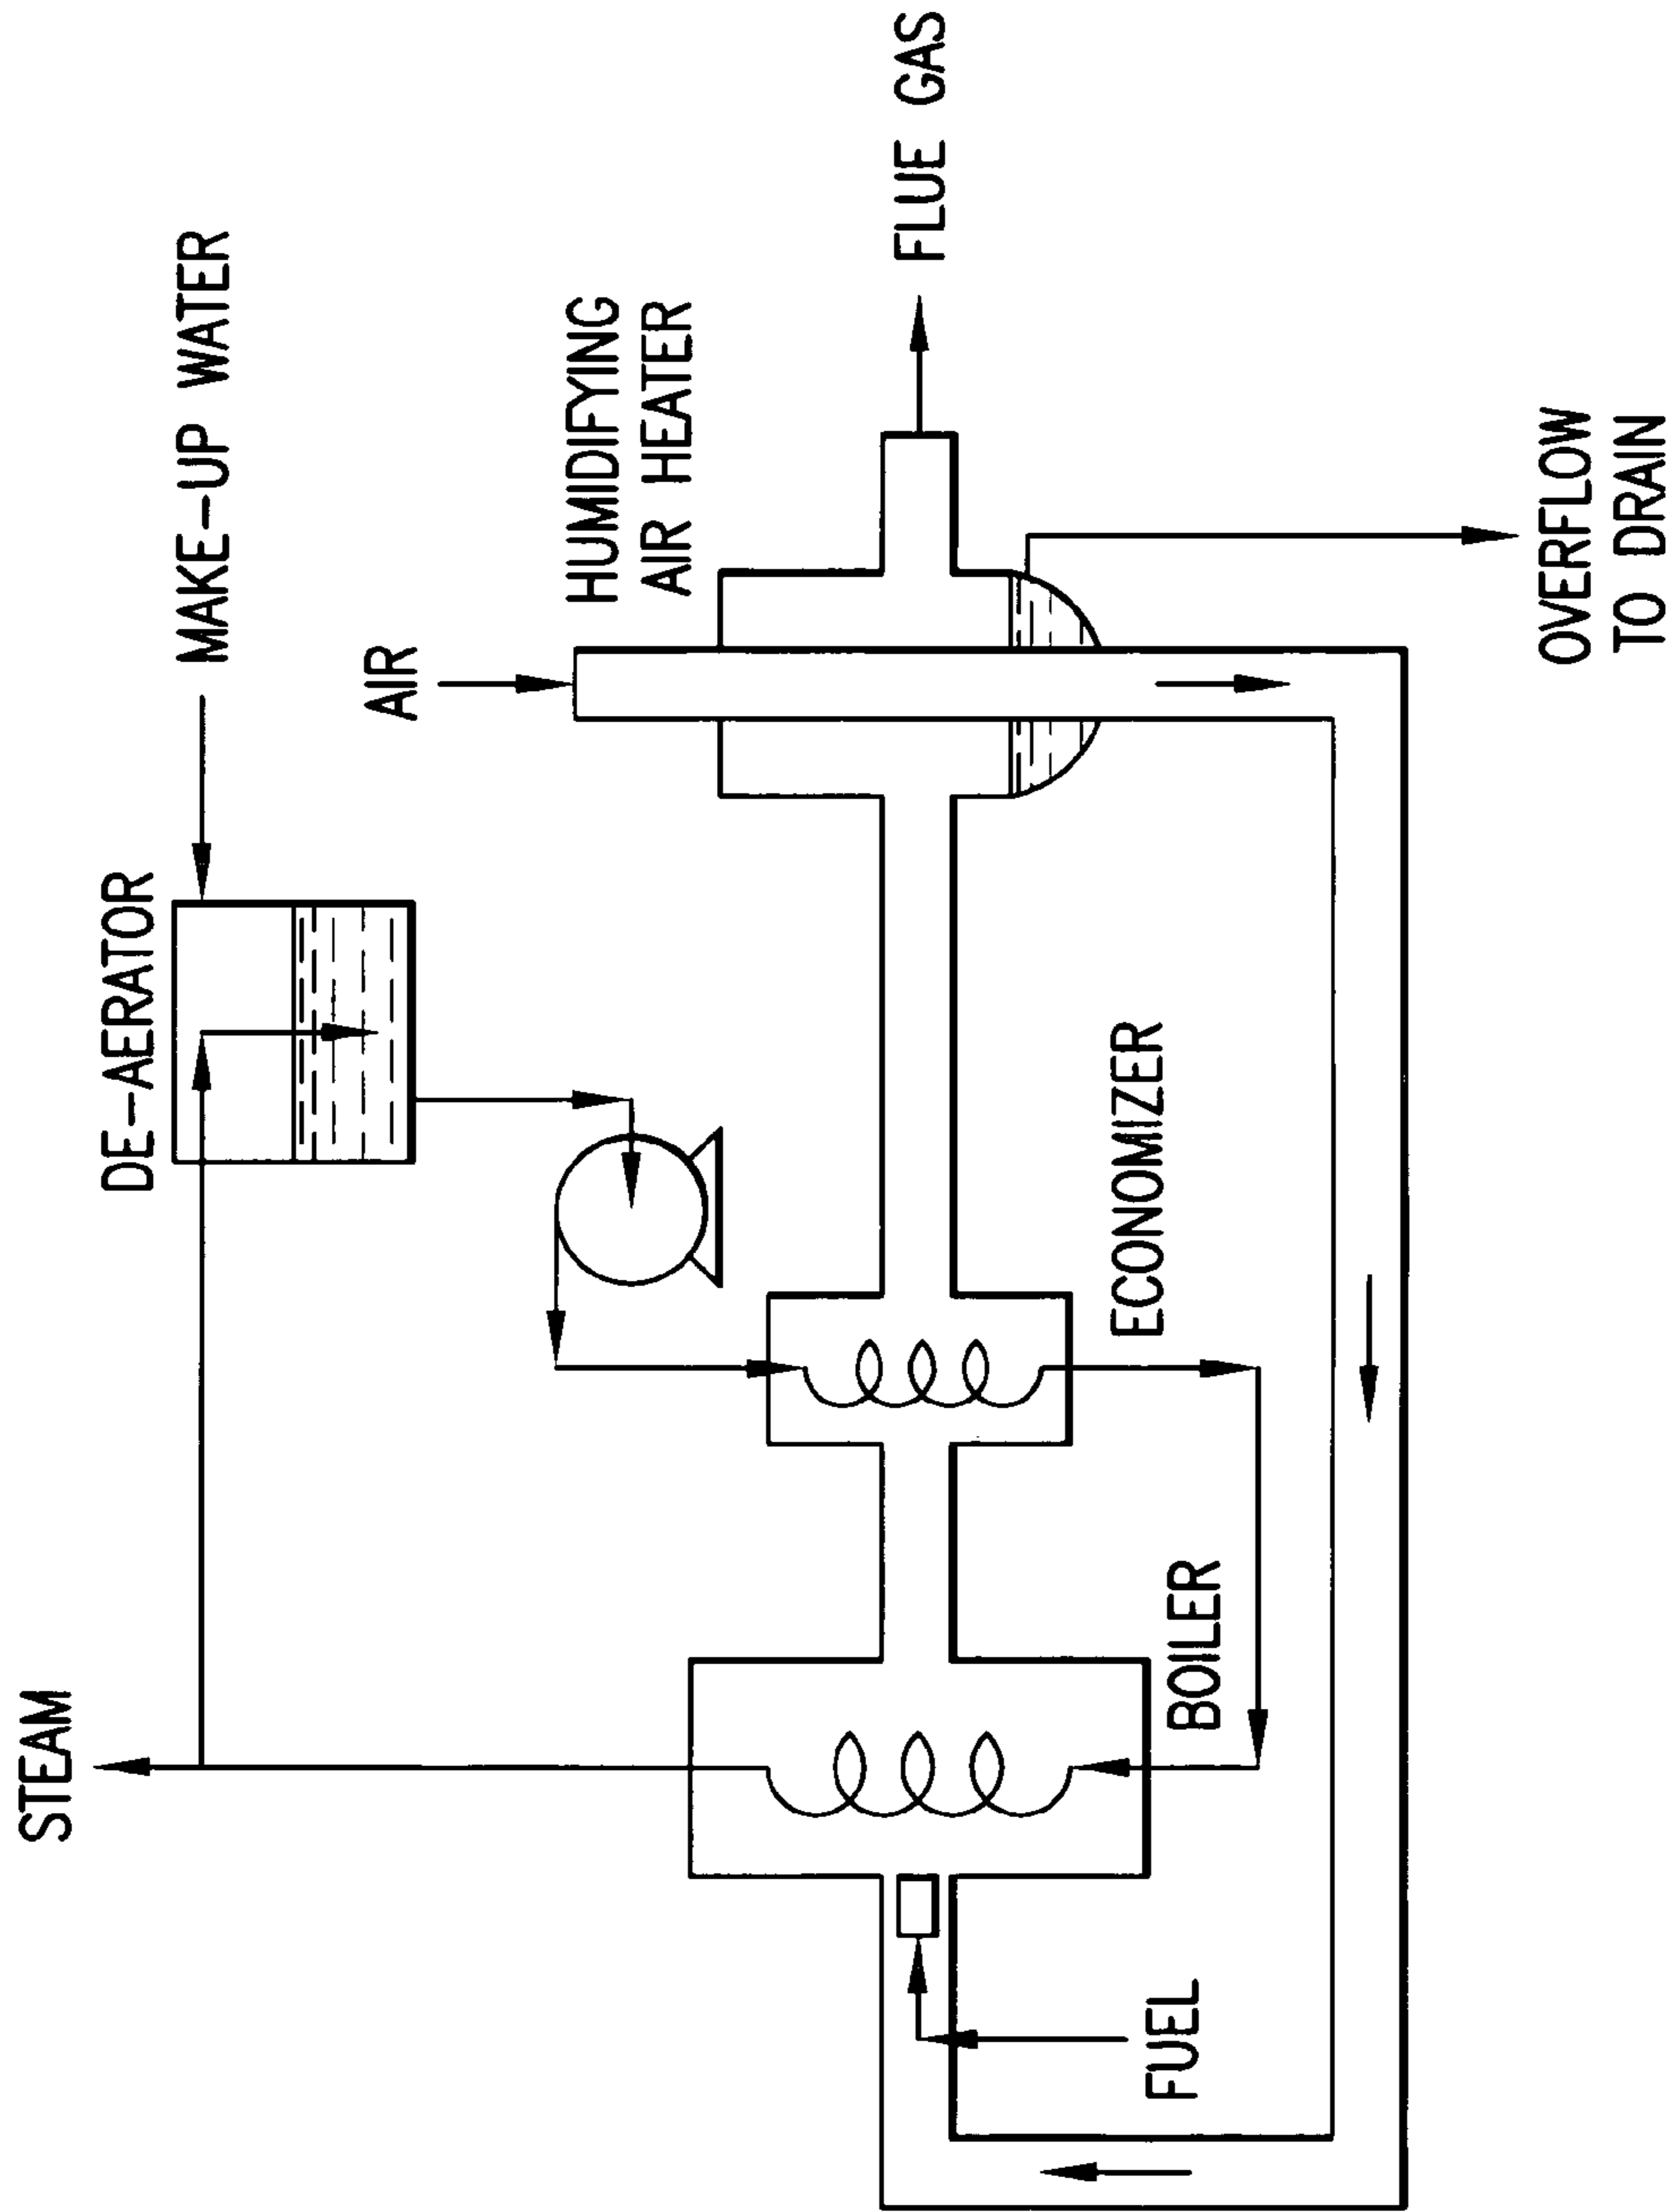 STEAM
DE-AERATOR
MAKE-UP WATER
AIR
HUMIDIFYING
AIR HEATER
FLUE GAS
ECONOMIZER
BOILER
FUEL
OVERFLOW
TO DRAIN